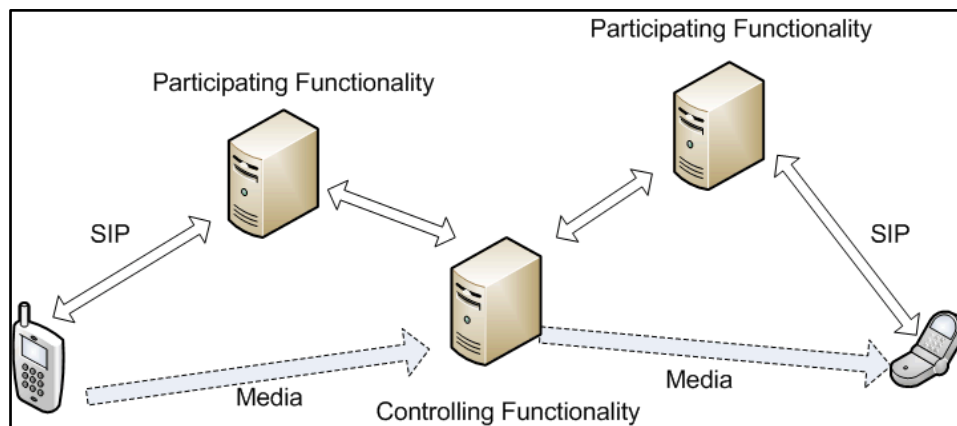 Participating Functionality
Participating Functionality
SIP
SIP
Media
Media
Controlling Functionality